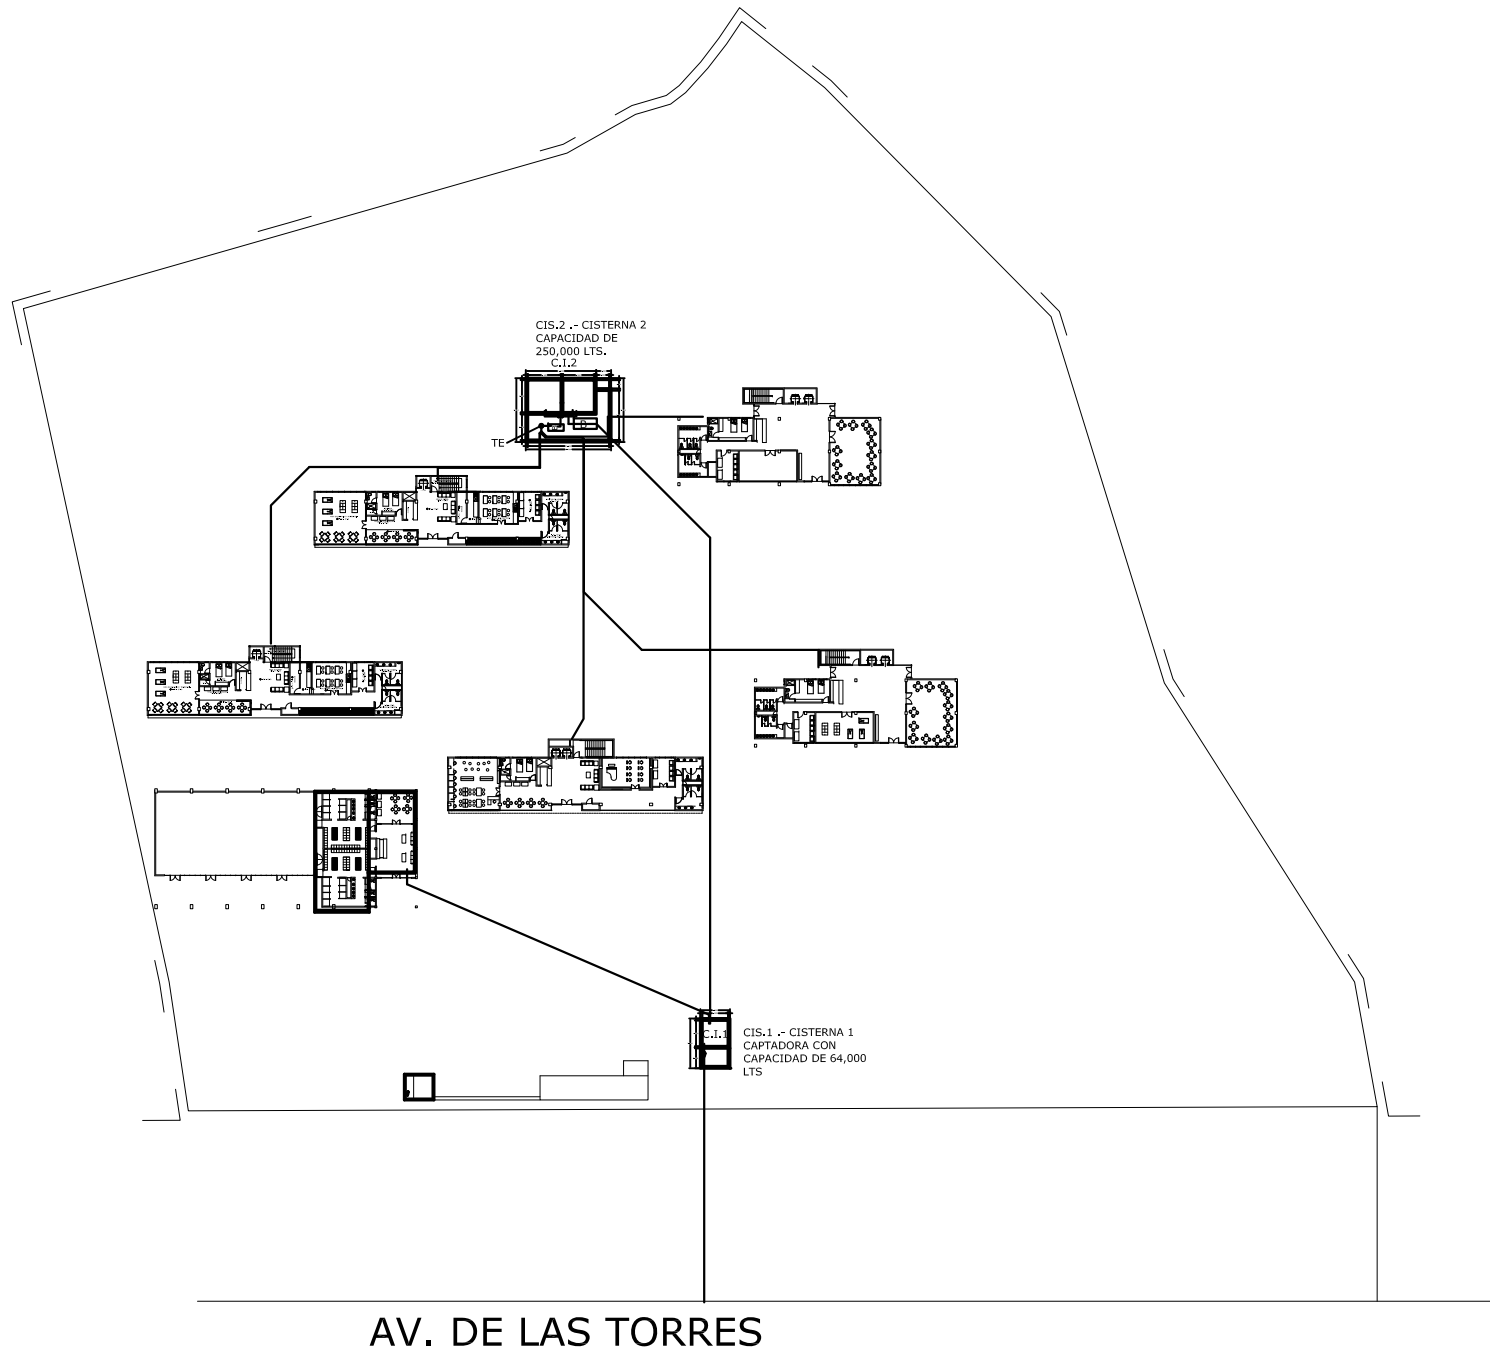 CIS.2 .- CISTERNA 2
CAPACIDAD DE
250,000 LTS.
C.I.2
TE
C.I.1
CIS.1 .- CISTERNA 1
CAPTADORA CON
CAPACIDAD DE 64,000
LTS
AV. DE LAS TORRES